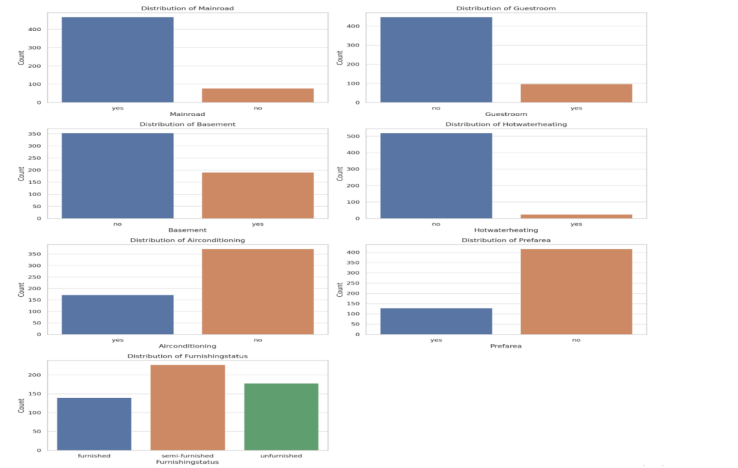 Distribution of Mainroad
Count
400
300
200
100
0
yes no
Mainroad
Distribution of Guestroom
Count
400
300
200
100
0
no yes
Guestroom
Distribution of Basement
Count
350
300
250
200
150
100
50
0
no yes
Basement
Distribution of Hotwaterheating
Count
500
400
300
200
100
0
no yes
Hotwaterheating
Distribution of Airconditioning
Count
350
300
250
200
150
100
50
0
yes no
Airconditioning
Distribution of Prefarea
Count
400
350
300
250
200
150
100
50
0
yes no
Prefarea
Distribution of Furnishingstatus
Count
200
150
100
50
0
furnished semi-furnished unfurnished
Furnishingstatus